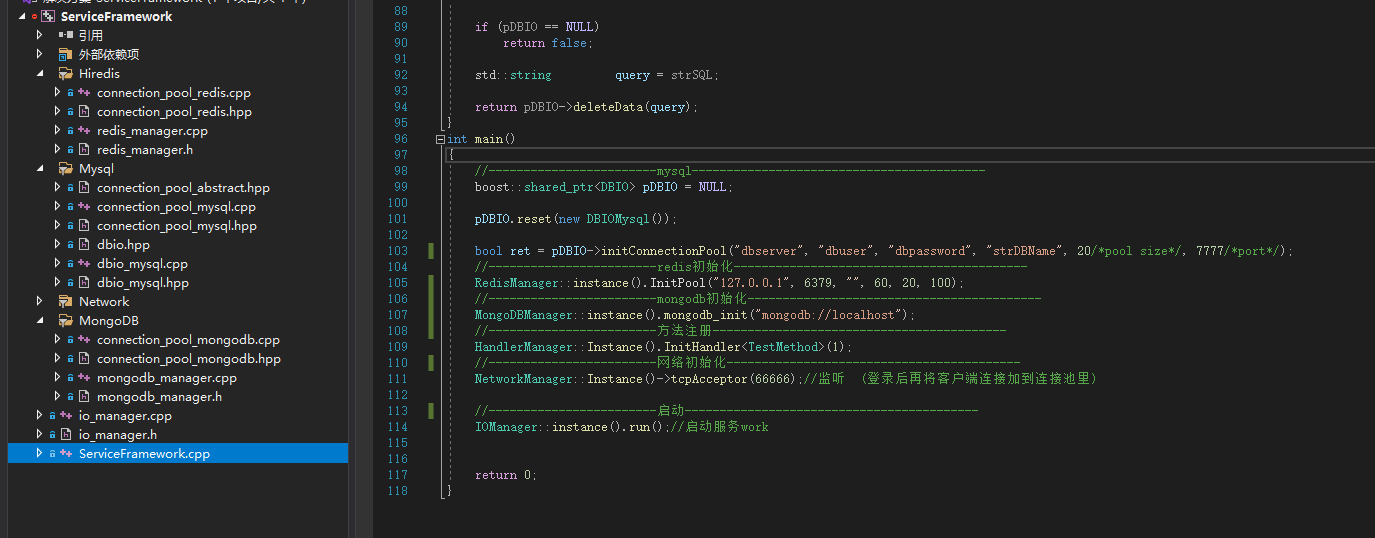 ServiceFramework
引用
外部依赖项
Hiredis
connection_pool_redis.cpp
connection_pool_redis.hpp
redis_manager.cpp
redis_manager.h
Mysql
connection_pool_abstract.hpp
connection_pool_mysql.cpp
connection_pool_mysql.hpp
dbio.hpp
dbio_mysql.cpp
dbio_mysql.hpp
Network
MongoDB
connection_pool_mongodb.cpp
connection_pool_mongodb.hpp
mongodb_manager.cpp
mongodb_manager.h
io_manager.cpp
io_manager.h
ServiceFramework.cpp
88
89 if (pDBIO == NULL)
90 return false;
91
92 std::string query = strSQL;
93
94 return pDBIO->deleteData(query);
95 }
96 int main()
97 {
98 //------------------------mysql------------------------------------------
99 boost::shared_ptr<DBIO> pDBIO = NULL;
100
101 pDBIO.reset(new DBIOMysql());
102
103 bool ret = pDBIO->initConnectionPool("dbserver", "dbuser", "dbpassword", "strDBName", 20/*pool size*/, 7777/*port*/);
104 //------------------------redis初始化------------------------------------------
105 RedisManager::instance().InitPool("127.0.0.1", 6379, "", 60, 20, 100);
106 //------------------------mongodb初始化------------------------------------------
107 MongoDBManager::instance().mongodb_init("mongodb://localhost");
108 //------------------------方法注册------------------------------------------
109 HandlerManager::Instance().InitHandler<TestMethod>(1);
110 //------------------------网络初始化------------------------------------------
111 NetworkManager::Instance()->tcpAcceptor(66666);//监听 (登录后再将客户端连接加到连接池里)
112
113 //------------------------启动------------------------------------------
114 IOManager::instance().run();//启动服务work
115
116
117 return 0;
118 }